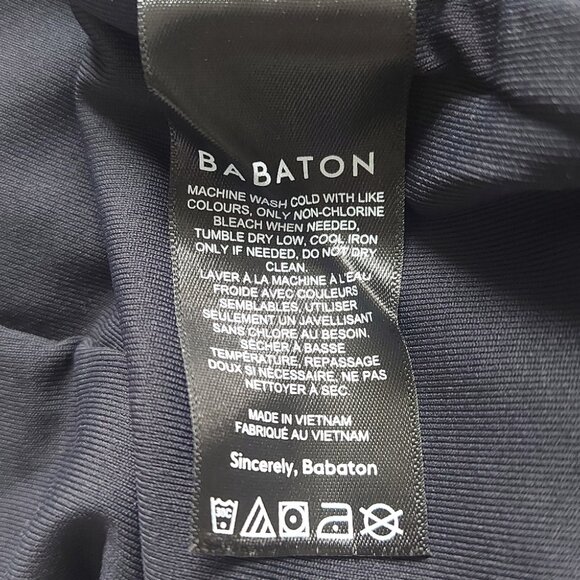 BABATON
MACHINE WASH COLD WITH LIKE
COLOURS, ONLY NON-CHLORINE
BLEACH WHEN NEEDED,
TUMBLE DRY LOW, COOL IRON
ONLY IF NEEDED, DO NOT DRY
CLEAN.
LAVER À LA MACHINE À L'EAU
FROIDE AVEC COULEURS
SEMBLABLES, UTILISER
SEULEMENT UN JAVELLISANT
SANS CHLORE AU BESOIN.
SÉCHER À BASSE
TEMPÉRATURE, REPASSAGE
DOUX SI NÉCESSAIRE, NE PAS
NETTOYER À SEC.
MADE IN VIETNAM
FABRIQUÉ AU VIETNAM
Sincerely, Babaton
30C